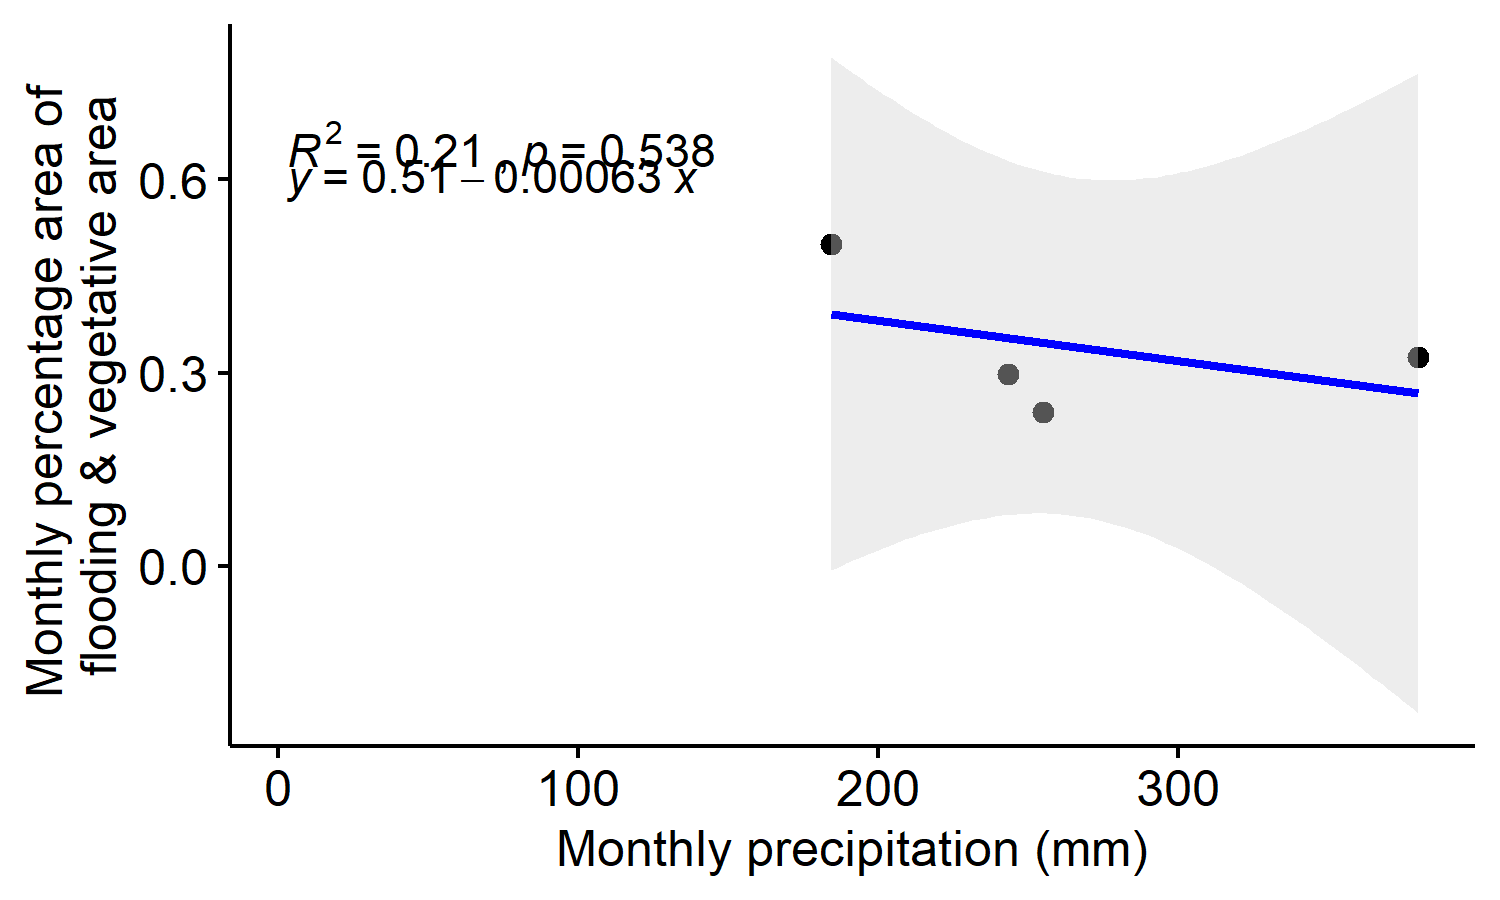 Monthly percentage area of
flooding & vegetative area
R² = 0.21 , p = 0.538
y = 0.51 – 0.00063 x
0.6
0.3
0.0
0 100 200 300
Monthly precipitation (mm)